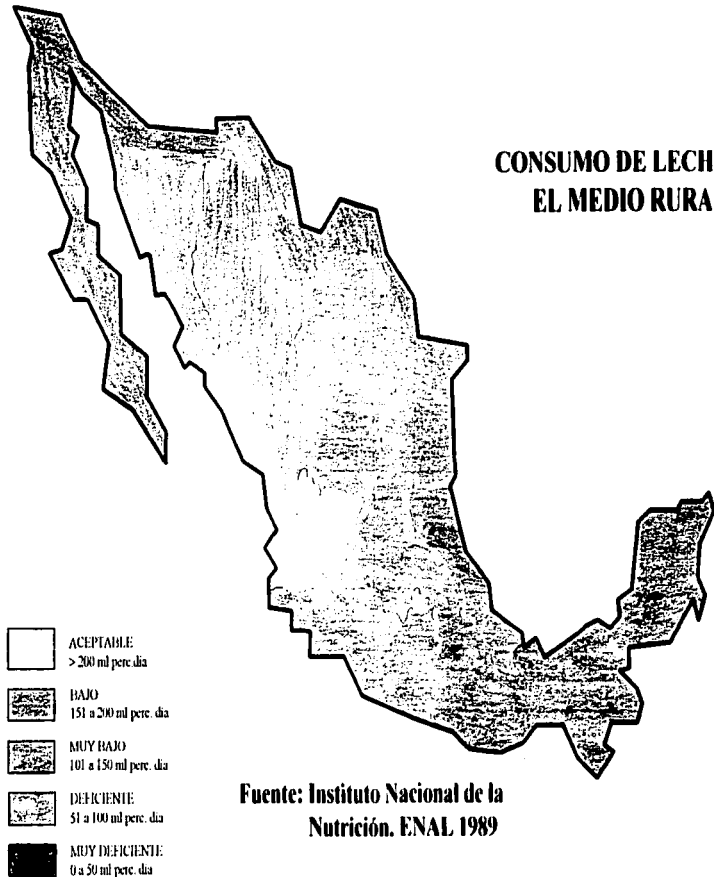 CONSUMO DE LECH
EL MEDIO RURA
ACEPTABLE
> 200 ml perc.dia
BAJO
151 a 200 ml perc. dia
MUY BAJO
101 a 150 ml perc. dia
DEFICIENTE
51 a 100 ml perc. dia
MUY DEFICIENTE
0 a 50 ml perc. dia
Fuente: Instituto Nacional de la
Nutrición. ENAL 1989